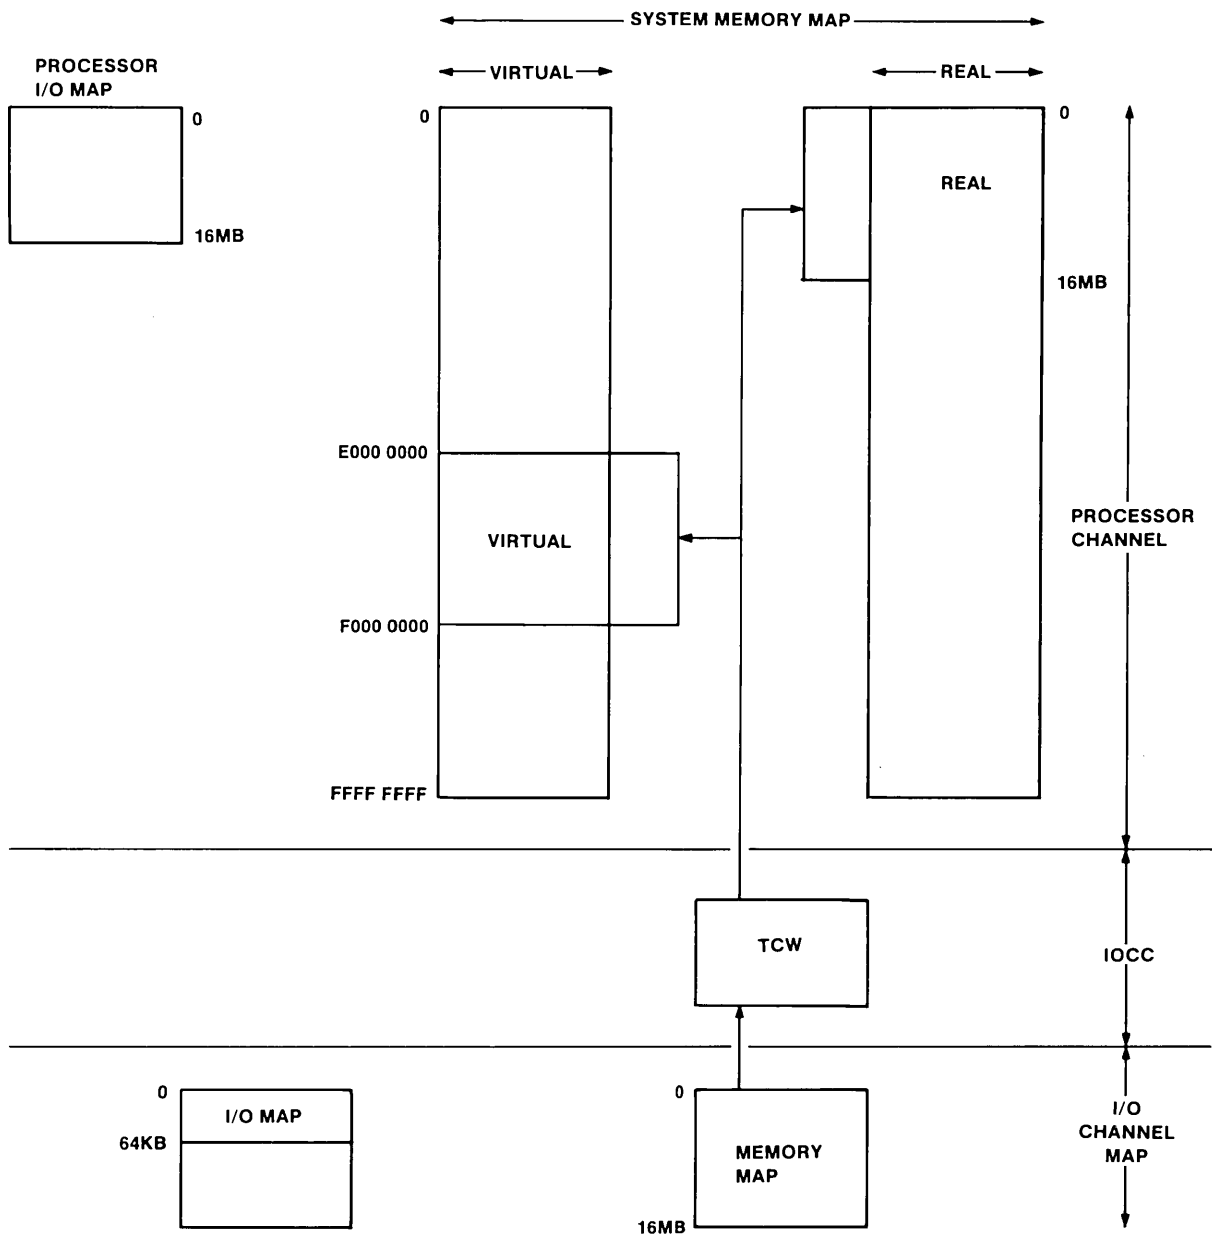 SYSTEM MEMORY MAP
PROCESSOR
I/O MAP
VIRTUAL
REAL
0
0
0
REAL
16MB
16MB
E000 0000
VIRTUAL
PROCESSOR
CHANNEL
F000 0000
FFFF FFFF
TCW
IOCC
0
I/O MAP
64KB
0
MEMORY
MAP
16MB
I/O
CHANNEL
MAP